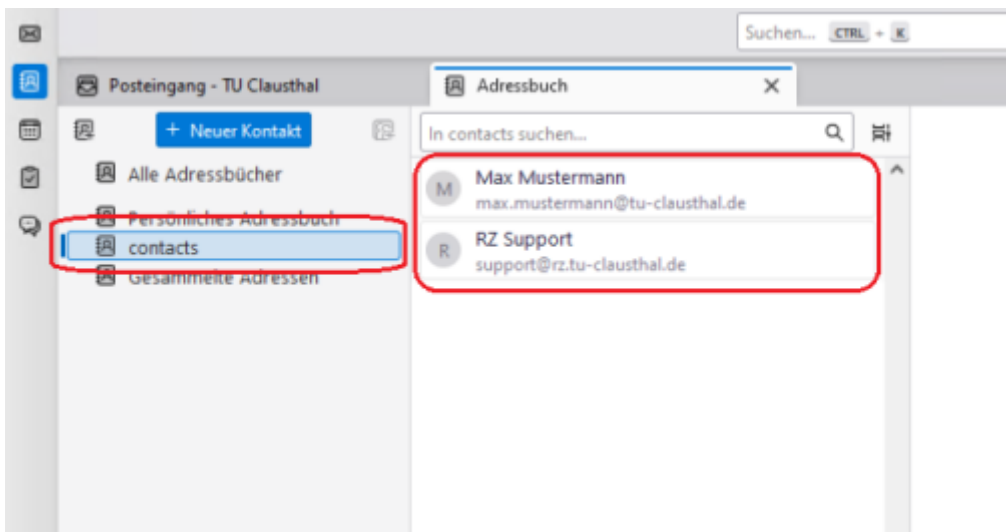 Suchen... CTRL + K
Posteingang - TU Clausthal
Adressbuch
+ Neuer Kontakt
In contacts suchen...
Alle Adressbücher
Persönliches Adressbuch
contacts
Gesammelte Adressen
M
Max Mustermann
max.mustermann@tu-clausthal.de
R
RZ Support
support@rz.tu-clausthal.de